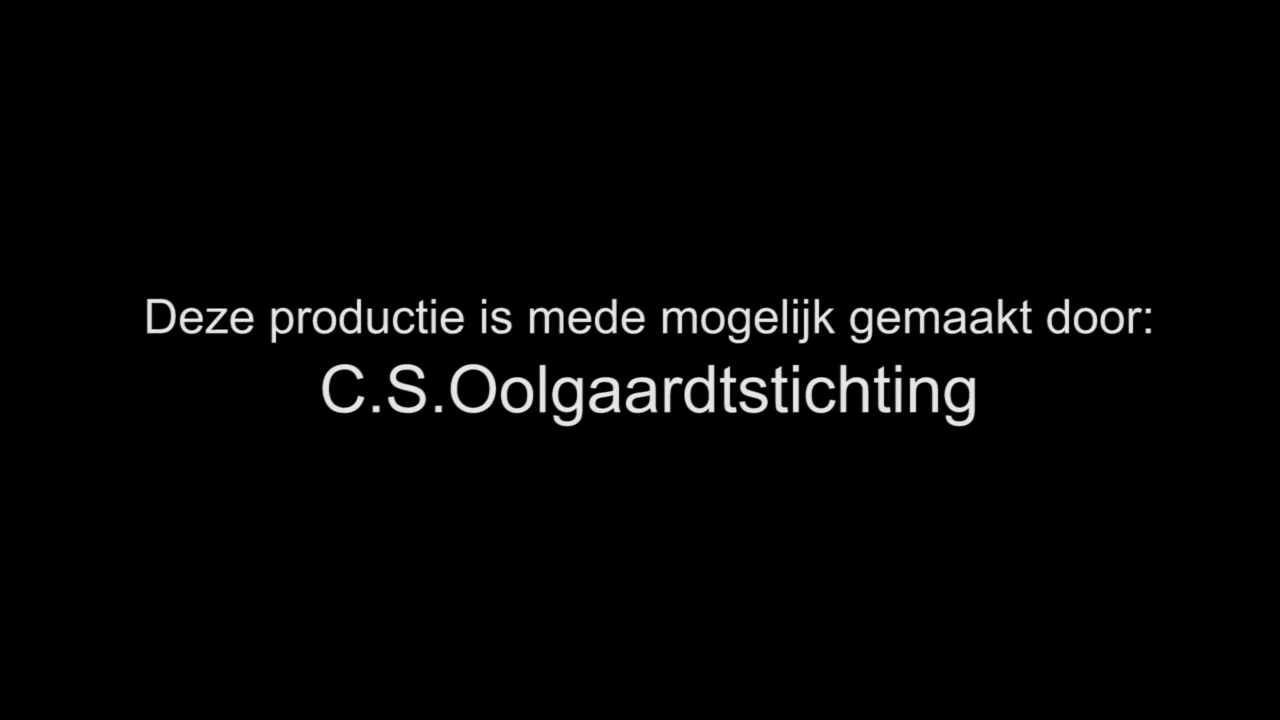 Deze productie is mede mogelijk gemaakt door:
C.S.Oolgaardtstichting